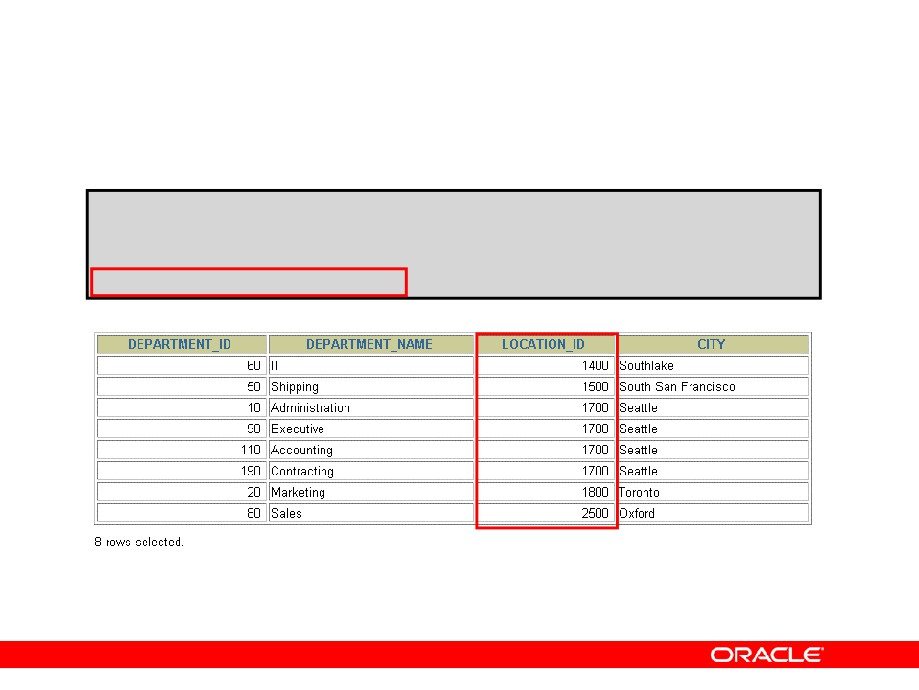 DEPARTMENT_ID DEPARTMENT_NAME LOCATION_ID CITY
60 IT 1400 Southlake
50 Shipping 1500 South San Francisco
10 Administration 1700 Seattle
90 Executive 1700 Seattle
110 Accounting 1700 Seattle
190 Contracting 1700 Seattle
20 Marketing 1800 Toronto
80 Sales 2500 Oxford
8 rows selected.
ORACLE